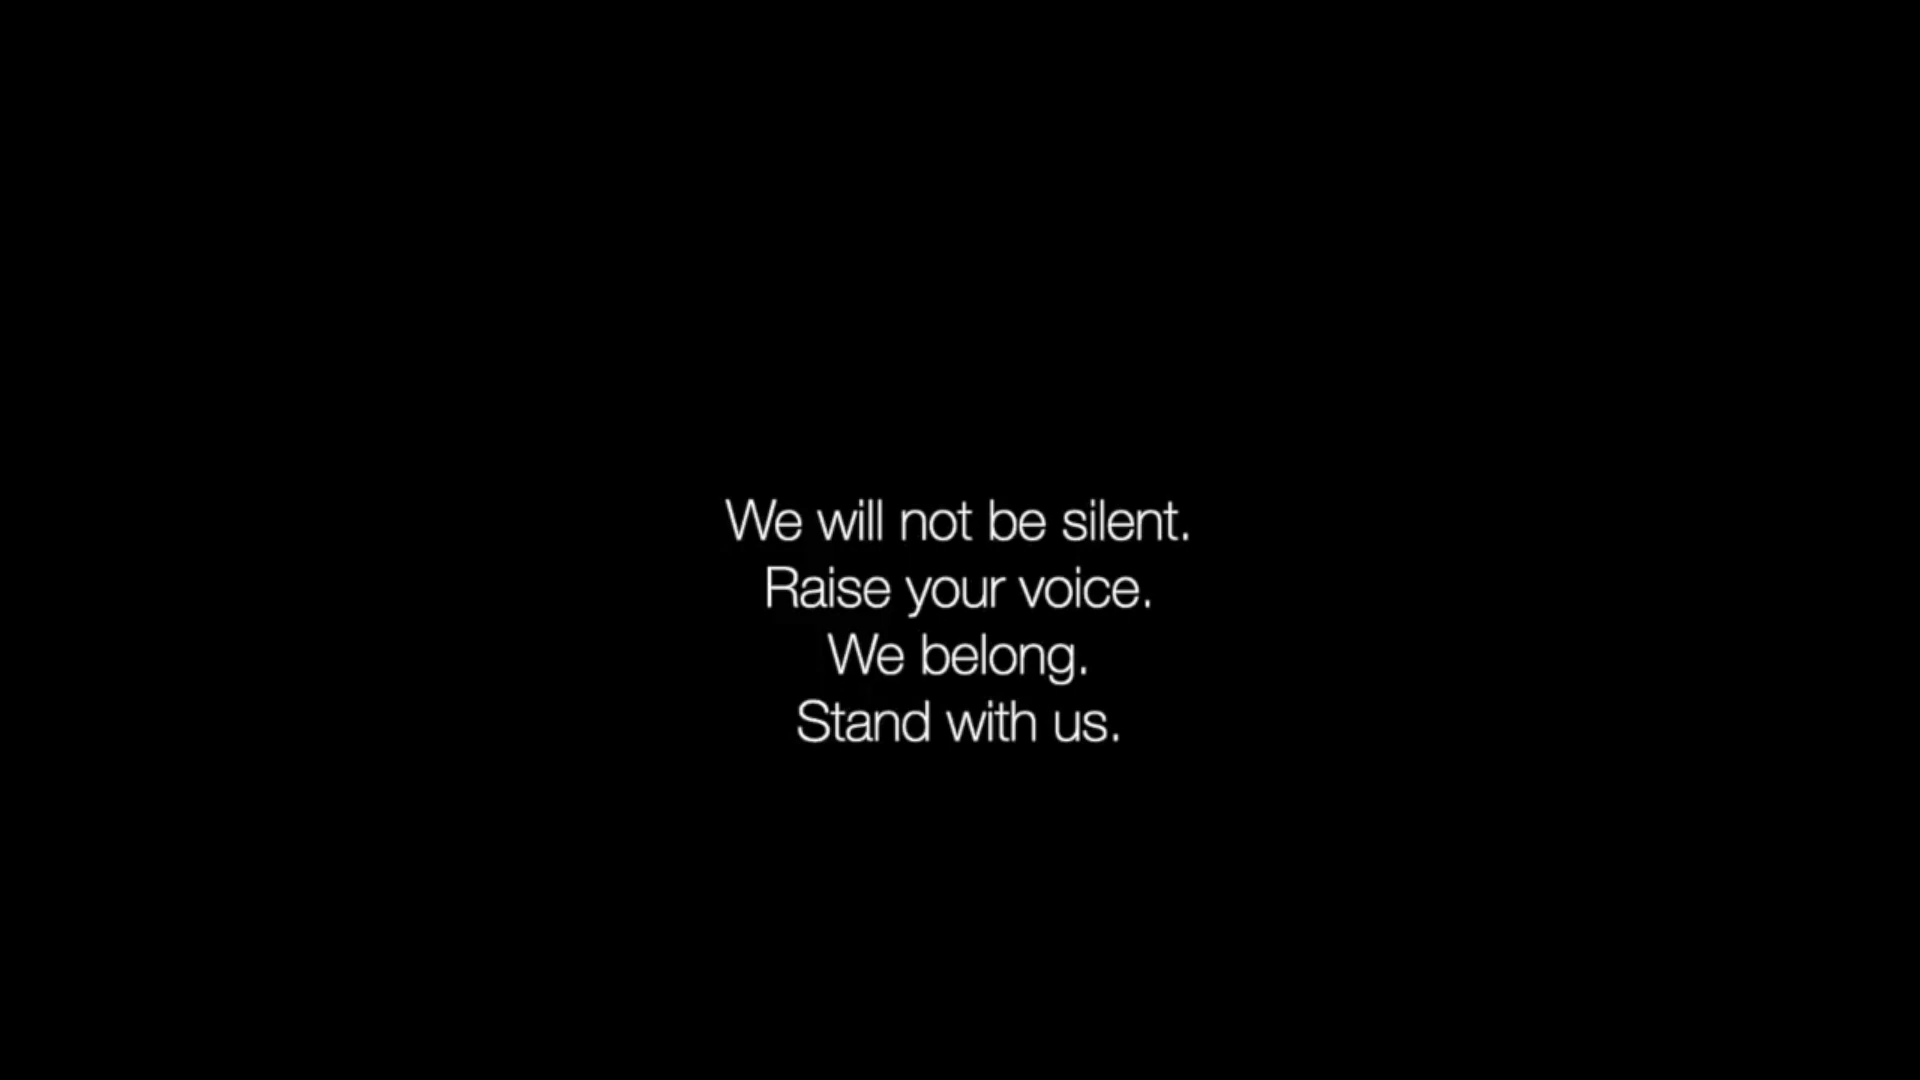 We will not be silent.
Raise your voice.
We belong.
Stand with us.